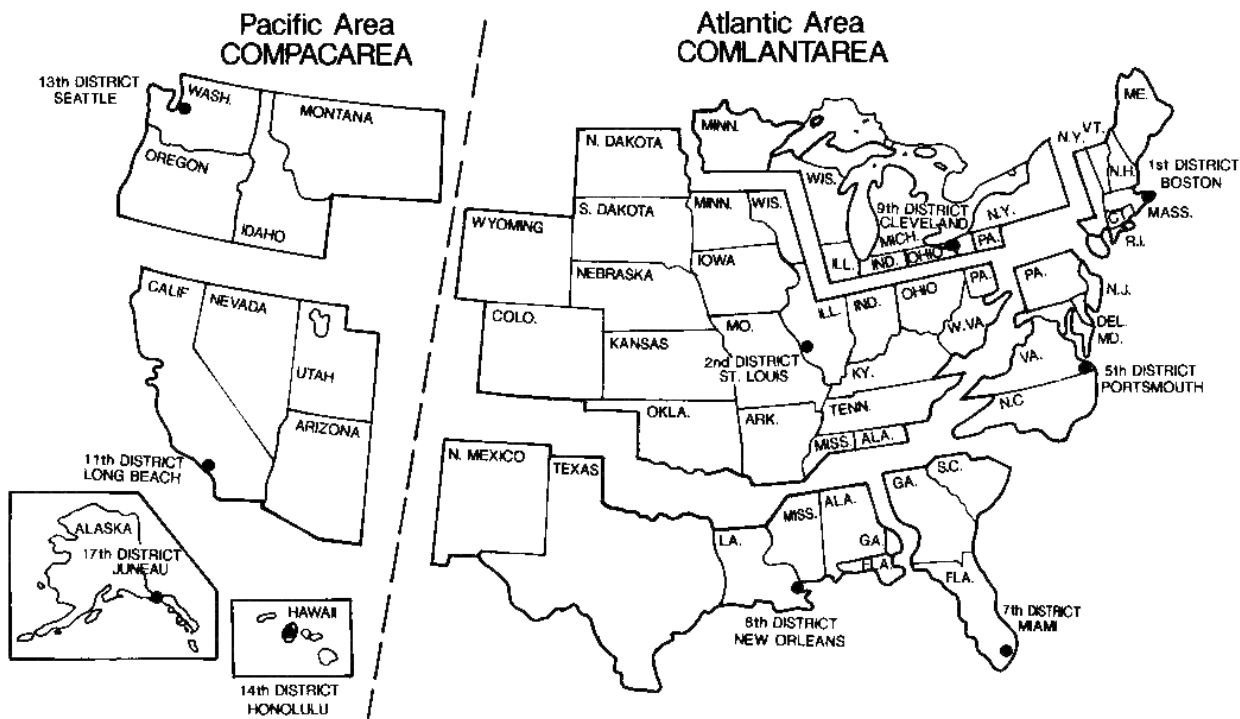 Pacific Area
COMPACAREA
Atlantic Area
COMLANTAREA
13th DISTRICT
SEATTLE
WASH.
MONTANA
OREGON
IDAHO
CALIF
NEVADA
UTAH
ARIZONA
11th DISTRICT
LONG BEACH
ALASKA
17th DISTRICT
JUNEAU
HAWAII
14th DISTRICT
HONOLULU
N. DAKOTA
MINN.
WIS.
S. DAKOTA
MINN.
WIS.
WYOMING
NEBRASKA
IOWA
COLO.
KANSAS
MO.
ILL.
IND.
OHIO
PA.
W.VA
2nd DISTRICT
ST. LOUIS
KY.
OKLA.
ARK.
TENN.
MISS.
ALA.
9th DISTRICT
CLEVELAND
MICH.
N.Y.
ILL.
IND.
OHIO
PA.
N.Y.
VT.
ME.
N.H.
1st DISTRICT
BOSTON
MASS.
CT.
R.I.
PA.
N.J.
DEL.
MD.
VA.
5th DISTRICT
PORTSMOUTH
N.C
N. MEXICO
TEXAS
LA.
MISS.
ALA.
GA
FLA.
8th DISTRICT
NEW ORLEANS
GA.
S.C.
FLA.
7th DISTRICT
MIAMI